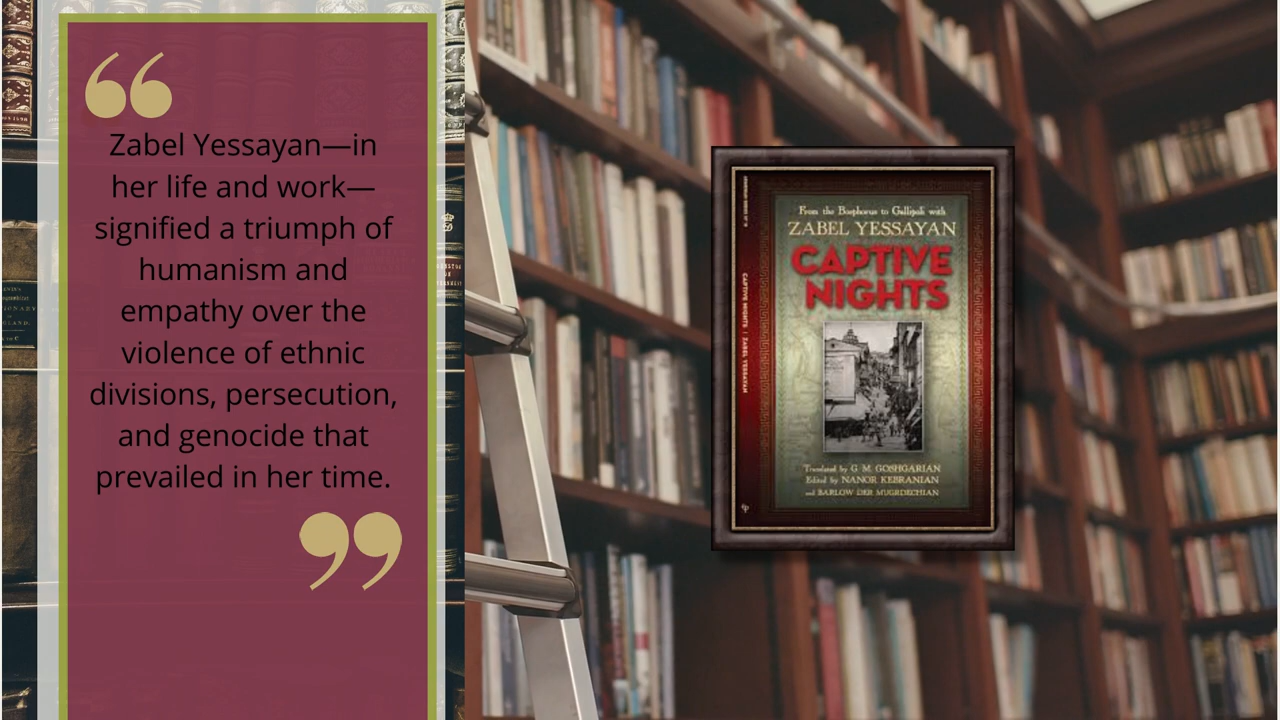 Zabel Yessayan—in
her life and work—
signified a triumph of
humanism and
empathy over the
violence of ethnic
divisions, persecution,
and genocide that
prevailed in her time.
From the Bosphorus to Gallipoli with
ZABEL YESSAYAN
CAPTIVE
NIGHTS
Translated by G. M. GOSHGARIAN
Edited by NANOR KEBRANIAN
and BARLOW DER MUGRDECHIAN
CAPTIVE NIGHTS | ZABEL YESSAYAN